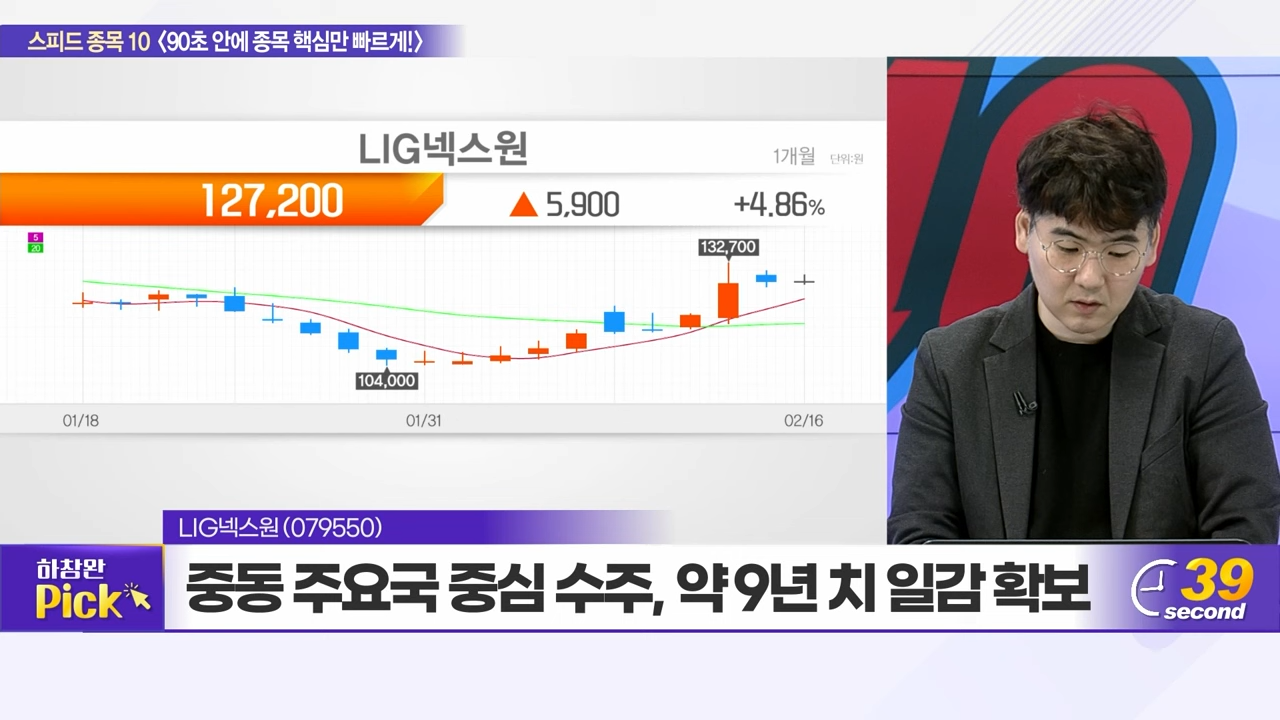 스피드 종목 10 〈90초 안에 종목 핵심만 빠르게!〉
LIG넥스원
1개월 단위:원
127,200 ▲ 5,900 +4.86%
5
20
132,700
104,000
01/18 01/31 02/16
LIG넥스원(079550)
하창완
Pick
중동 주요국 중심 수주, 약 9년 치 일감 확보
39
second